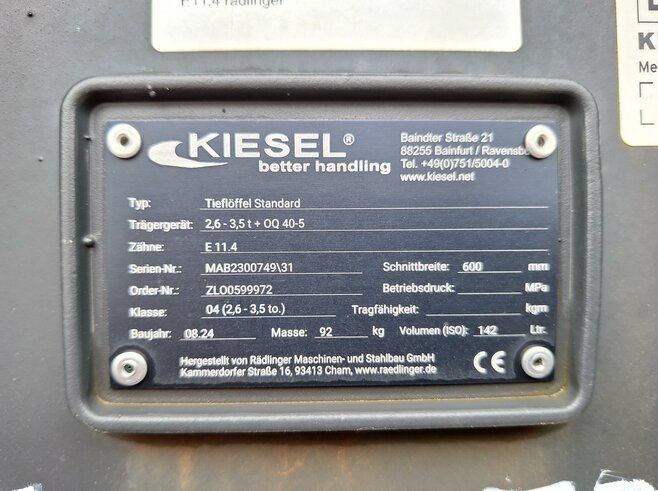 E 11.4 rädlinger
K
Me
KIESEL®
better handling
Baindter Straße 21
88255 Bainfurt / Ravensb
Tel. +49(0)751/5004-0
www.kiesel.net
Typ: Tieflöffel Standard
Trägergerät: 2,6 - 3,5 t + OQ 40-5
Zähne: E 11.4
Serien-Nr.: MAB2300749\31 Schnittbreite: 600 mm
Order-Nr.: ZLO0599972 Betriebsdruck: MPa
Klasse: 04 (2,6 - 3,5 to.) Tragfähigkeit: kgm
Baujahr: 08.24 Masse: 92 kg Volumen (ISO): 142 Ltr.
Hergestellt von Rädlinger Maschinen- und Stahlbau GmbH
Kammerdorfer Straße 16, 93413 Cham, www.raedlinger.de
CE